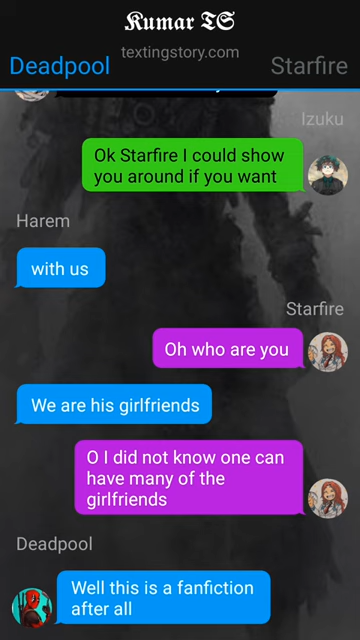 Kumar TS
textingstory.com
Deadpool
Starfire
Izuku
Ok Starfire I could show
you around if you want
Harem
with us
Starfire
Oh who are you
We are his girlfriends
O I did not know one can
have many of the
girlfriends
Deadpool
Well this is a fanfiction
after all